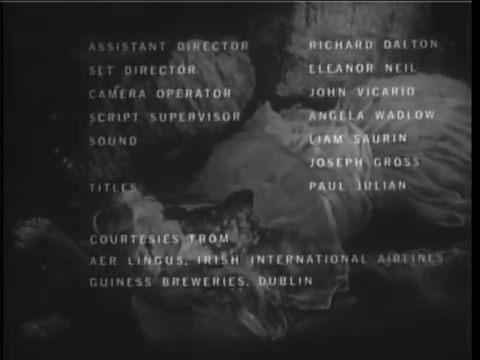 ASSISTANT DIRECTOR RICHARD DALTON
SET DIRECTOR ELEANOR NEIL
CAMERA OPERATOR JOHN VICARIO
SCRIPT SUPERVISOR ANGELA WADLOW
SOUND LIAM SAURIN
JOSEPH GROSS
TITLES PAUL JULIAN
COURTESIES FROM
AER LINGUS, IRISH INTERNATIONAL AIRLINES
GUINESS BREWERIES, DUBLIN